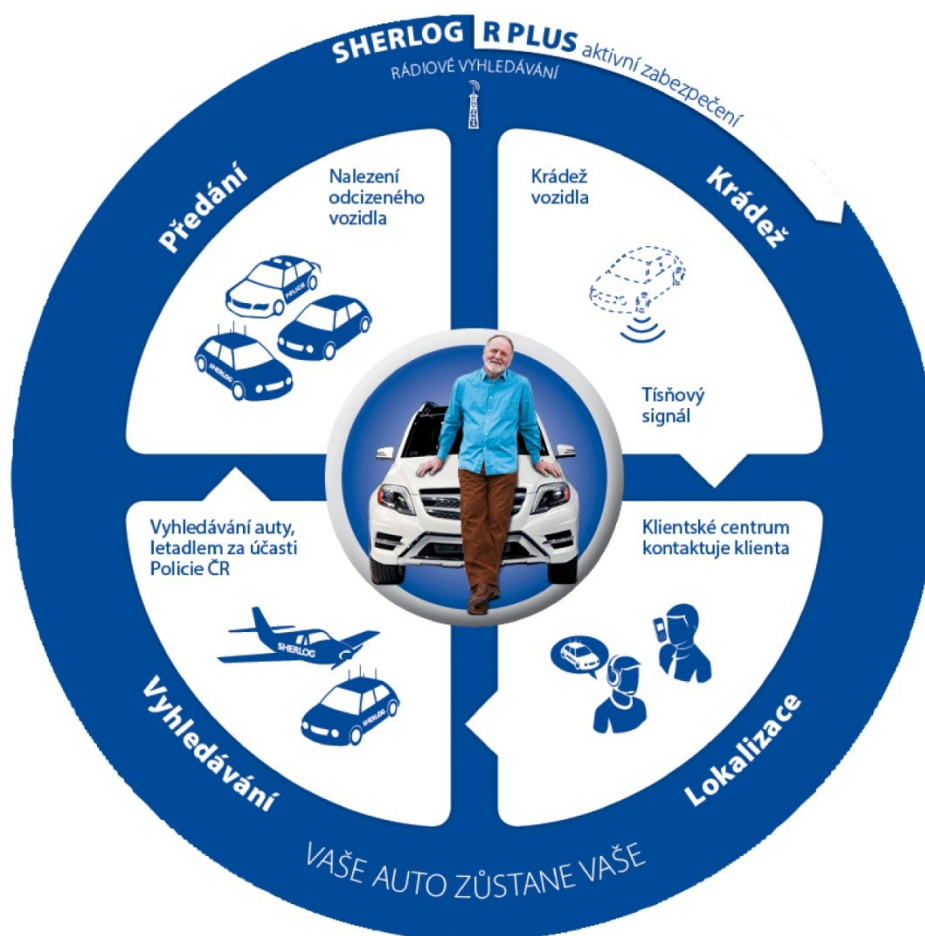 SHERLOG R PLUS aktivní zabezpečení
RÁDIOVÉ VYHLEDÁVÁNÍ
Předání
Nalezení
odcizeného
vozidla
POLICIE
SHERLOG
Krádež
Krádež
vozidla
Tísňový
signál
Vyhledávání auty,
letadlem za účasti
Policie ČR
SHERLOG
SHERLOG
Vyhledávání
Klientské centrum
kontaktuje klienta
Lokalizace
VAŠE AUTO ZŮSTANE VAŠE